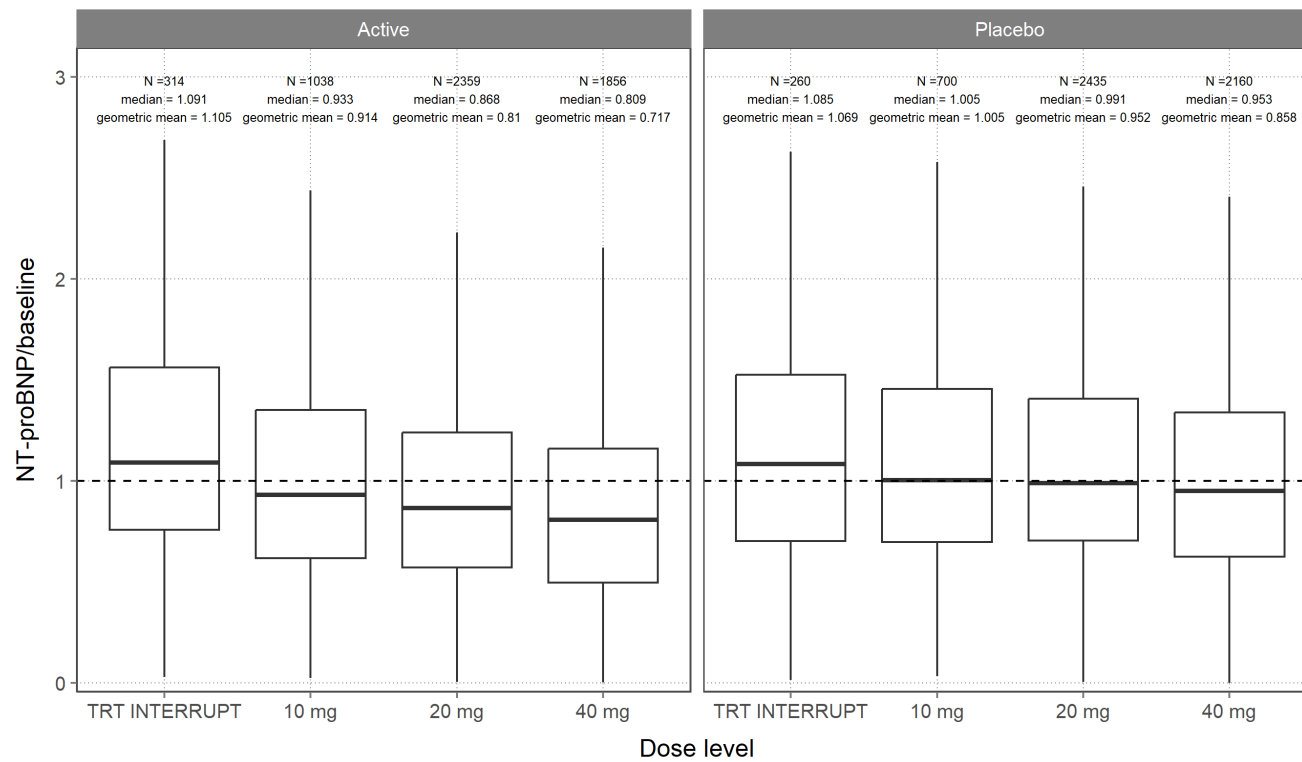 Active
Placebo
N =314
median = 1.091
geometric mean = 1.105
N =1038
median = 0.933
geometric mean = 0.914
N =2359
median = 0.868
geometric mean = 0.81
N =1856
median = 0.809
geometric mean = 0.717
N =260
median = 1.085
geometric mean = 1.069
N =700
median = 1.005
geometric mean = 1.005
N =2435
median = 0.991
geometric mean = 0.952
N =2160
median = 0.953
geometric mean = 0.858
3
2
1
0
NT-proBNP/baseline
TRT INTERRUPT
10 mg
20 mg
40 mg
TRT INTERRUPT
10 mg
20 mg
40 mg
Dose level